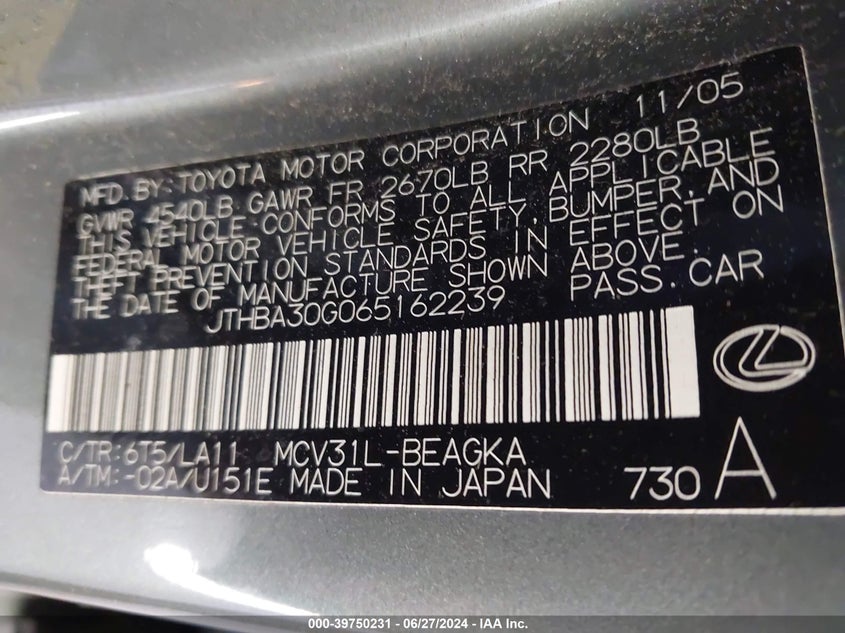 MFD. BY: TOYOTA MOTOR CORPORATION 11/05
GVWR 4540LB GAWR FR 2670LB RR 2280LB
THIS VEHICLE CONFORMS TO ALL APPLICABLE
FEDERAL MOTOR VEHICLE SAFETY, BUMPER, AND
THEFT PREVENTION STANDARDS IN EFFECT ON
THE DATE OF MANUFACTURE SHOWN ABOVE.
JTHBA30G065162239 PASS. CAR
C/TR:6T5/LA11 MCV31L-BEAGKA
A/TM:-02A/U151E MADE IN JAPAN 730 A
000-39750231 - 06/27/2024 - IAA Inc.